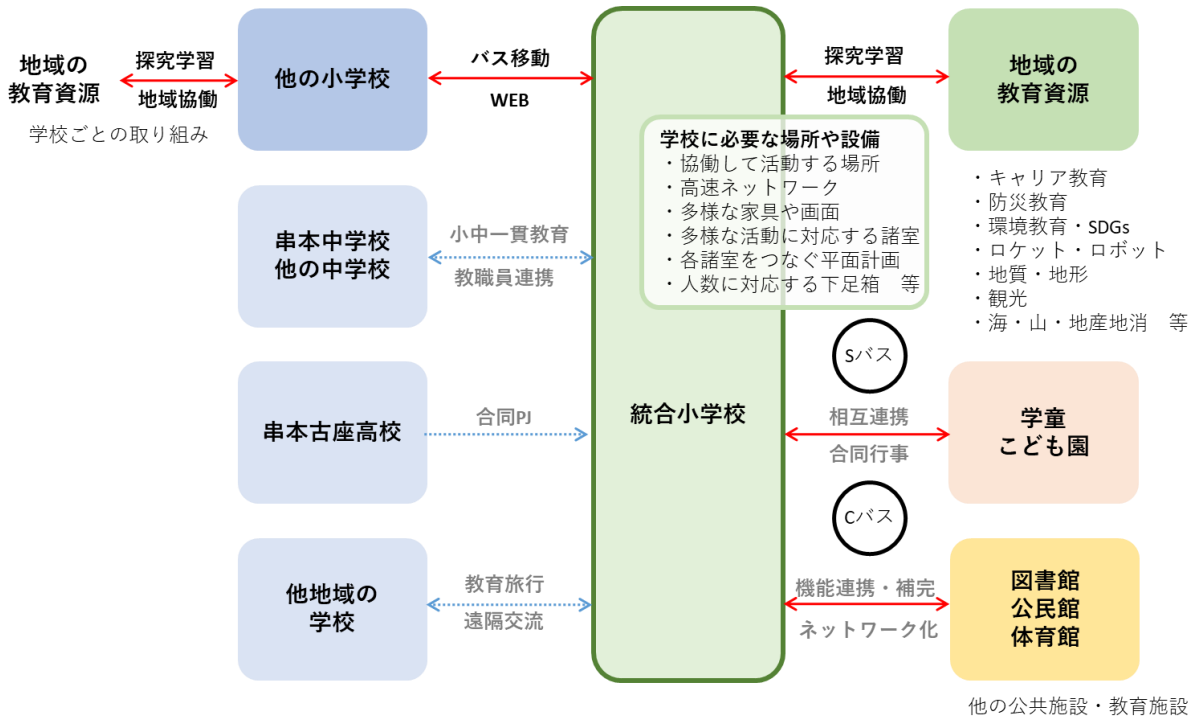 地域の
教育資源
探究学習
地域協働
学校ごとの取り組み
他の小学校
バス移動
WEB
探究学習
地域協働
地域の
教育資源
学校に必要な場所や設備
・協働して活動する場所
・高速ネットワーク
・多様な家具や画面
・多様な活動に対応する諸室
・各諸室をつなぐ平面計画
・人数に対応する下足箱　等
・キャリア教育
・防災教育
・環境教育・SDGs
・ロケット・ロボット
・地質・地形
・観光
・海・山・地産地消　等
串本中学校
他の中学校
小中一貫教育
教職員連携
Sバス
串本古座高校
合同PJ
統合小学校
相互連携
合同行事
学童
こども園
Cバス
他地域の
学校
教育旅行
遠隔交流
機能連携・補完
ネットワーク化
図書館
公民館
体育館
他の公共施設・教育施設